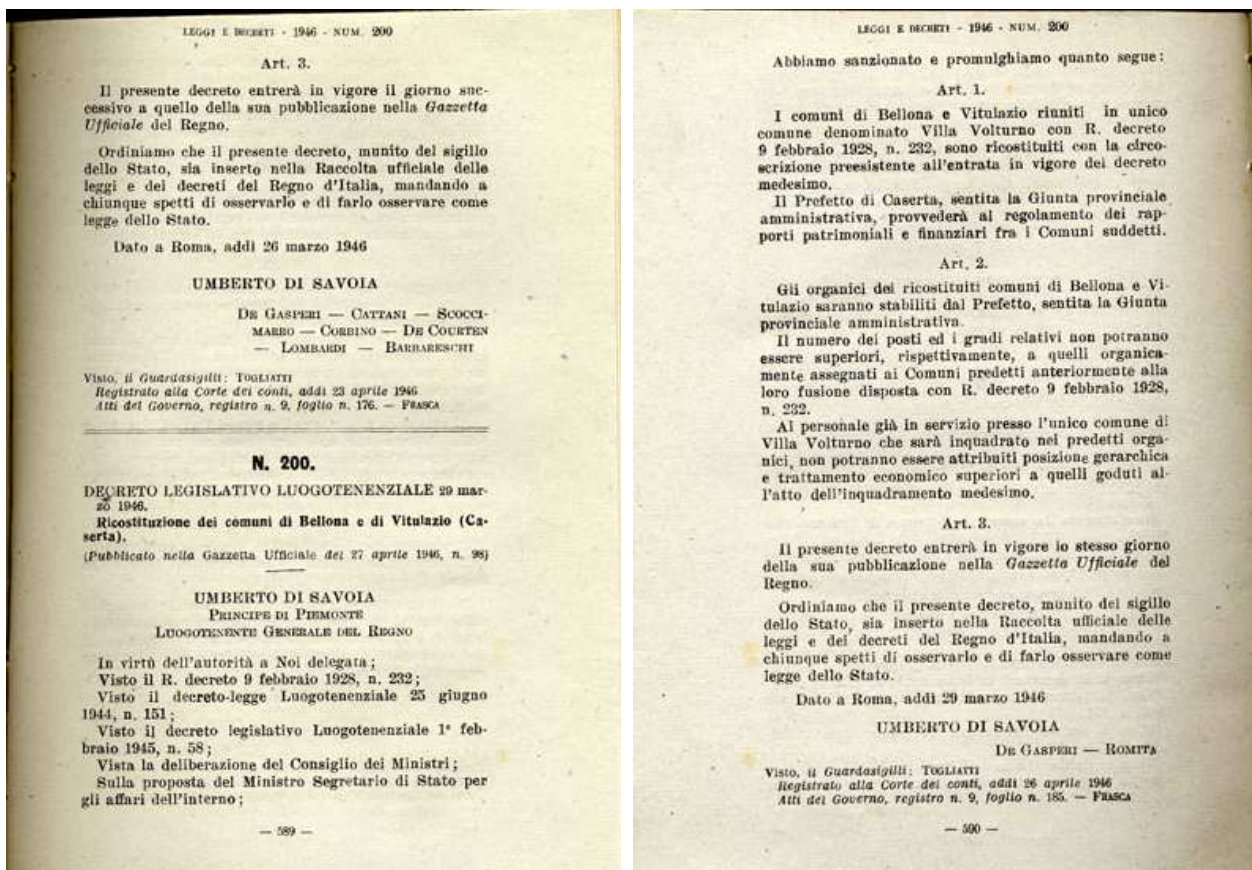 LEGGI E DECRETI - 1946 - NUM. 200
Art. 3.
Il presente decreto entrerà in vigore il giorno suc-
cessivo a quello della sua pubblicazione nella Gazzetta
Ufficiale del Regno.
Ordiniamo che il presente decreto, munito del sigillo
dello Stato, sia inserto nella Raccolta ufficiale delle
leggi e dei decreti del Regno d'Italia, mandando a
chiunque spetti di osservarlo e di farlo osservare come
legge dello Stato.
Dato a Roma, addì 26 marzo 1946
UMBERTO DI SAVOIA
DE GASPERI — CATTANI — SCOCCI-
MARRO — CORBINO — DE COURTEN
— LOMBARDI — BARBARESCHI
Visto, il Guardasigilli: TOGLIATTI
Registrato alla Corte dei conti, addì 23 aprile 1946
Atti del Governo, registro n. 9, foglio n. 176. — FRASCA
N. 200.
DECRETO LEGISLATIVO LUOGOTENENZIALE 29 mar-
zo 1946.
Ricostituzione dei comuni di Bellona e di Vitulazio (Ca-
serta).
(Pubblicato nella Gazzetta Ufficiale del 27 aprile 1946, n. 98)
UMBERTO DI SAVOIA
PRINCIPE DI PIEMONTE
LUOGOTENENTE GENERALE DEL REGNO
In virtù dell'autorità a Noi delegata;
Visto il R. decreto 9 febbraio 1928, n. 232;
Visto il decreto-legge Luogotenenziale 25 giugno
1944, n. 151;
Visto il decreto legislativo Luogotenenziale 1° feb-
braio 1945, n. 58;
Vista la deliberazione del Consiglio dei Ministri;
Sulla proposta del Ministro Segretario di Stato per
gli affari dell'interno;
— 589 —
LEGGI E DECRETI - 1946 - NUM. 200
Abbiamo sanzionato e promulghiamo quanto segue:
Art. 1.
I comuni di Bellona e Vitulazio riuniti in unico
comune denominato Villa Volturno con R. decreto
9 febbraio 1928, n. 232, sono ricostituiti con la circo-
scrizione preesistente all'entrata in vigore del decreto
medesimo.
Il Prefetto di Caserta, sentita la Giunta provinciale
amministrativa, provvederà al regolamento dei rap-
porti patrimoniali e finanziari fra i Comuni suddetti.
Art. 2.
Gli organici dei ricostituiti comuni di Bellona e Vi-
tulazio saranno stabiliti dal Prefetto, sentita la Giunta
provinciale amministrativa.
Il numero dei posti ed i gradi relativi non potranno
essere superiori, rispettivamente, a quelli organica-
mente assegnati ai Comuni predetti anteriormente alla
loro fusione disposta con R. decreto 9 febbraio 1928,
n. 232.
Al personale già in servizio presso l'unico comune di
Villa Volturno che sarà inquadrato nei predetti orga-
nici, non potranno essere attribuiti posizione gerarchica
e trattamento economico superiori a quelli goduti al-
l'atto dell'inquadramento medesimo.
Art. 3.
Il presente decreto entrerà in vigore lo stesso giorno
della sua pubblicazione nella Gazzetta Ufficiale del
Regno.
Ordiniamo che il presente decreto, munito del sigillo
dello Stato, sia inserto nella Raccolta ufficiale delle
leggi e dei decreti del Regno d'Italia, mandando a
chiunque spetti di osservarlo e di farlo osservare come
legge dello Stato.
Dato a Roma, addì 29 marzo 1946
UMBERTO DI SAVOIA
DE GASPERI — ROMITA
Visto, il Guardasigilli: TOGLIATTI
Registrato alla Corte dei conti, addì 26 aprile 1946
Atti del Governo, registro n. 9, foglio n. 185. — FRASCA
— 590 —